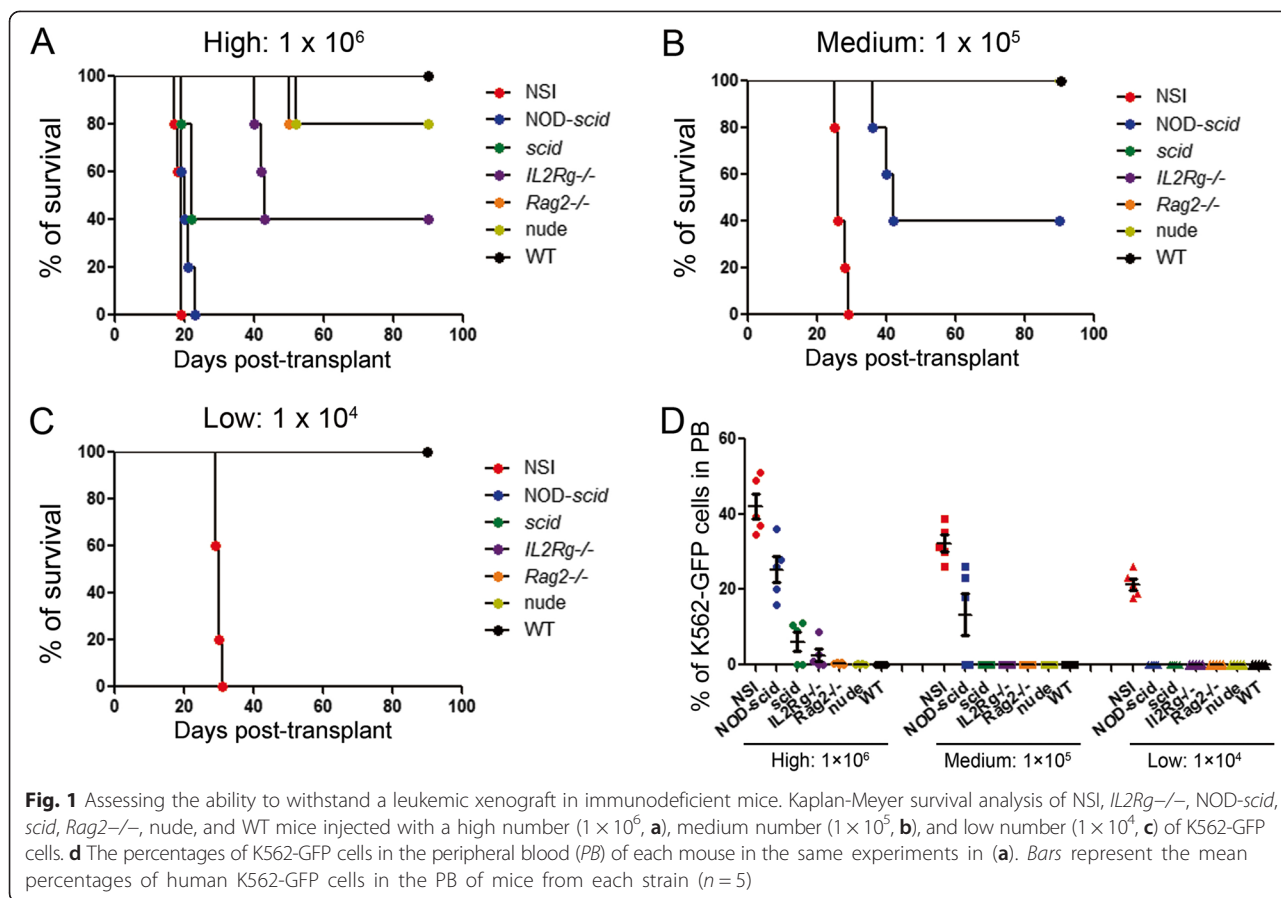 A
High: 1 x 10⁶
% of survival
100
80
60
40
20
0
0 20 40 60 80 100
Days post-transplant
NSI
NOD-scid
scid
IL2Rg-/-
Rag2-/-
nude
WT
B
Medium: 1 x 10⁵
% of survival
100
80
60
40
20
0
0 20 40 60 80 100
Days post-transplant
NSI
NOD-scid
scid
IL2Rg-/-
Rag2-/-
nude
WT
C
Low: 1 x 10⁴
% of survival
100
80
60
40
20
0
0 20 40 60 80 100
Days post-transplant
NSI
NOD-scid
scid
IL2Rg-/-
Rag2-/-
nude
WT
D
% of K562-GFP cells in PB
60
40
20
0
NSI NOD-scid scid IL2Rg-/- Rag2-/- nude WT NSI NOD-scid scid IL2Rg-/- Rag2-/- nude WT NSI NOD-scid scid Il2Rg-/- Rag2-/- nude WT
High: 1×10⁶ Medium: 1×10⁵ Low: 1×10⁴
Fig. 1 Assessing the ability to withstand a leukemic xenograft in immunodeficient mice. Kaplan-Meyer survival analysis of NSI, IL2Rg−/−, NOD-scid,
scid, Rag2−/−, nude, and WT mice injected with a high number (1 × 10⁶, a), medium number (1 × 10⁵, b), and low number (1 × 10⁴, c) of K562-GFP
cells. d The percentages of K562-GFP cells in the peripheral blood (PB) of each mouse in the same experiments in (a). Bars represent the mean
percentages of human K562-GFP cells in the PB of mice from each strain (n = 5)